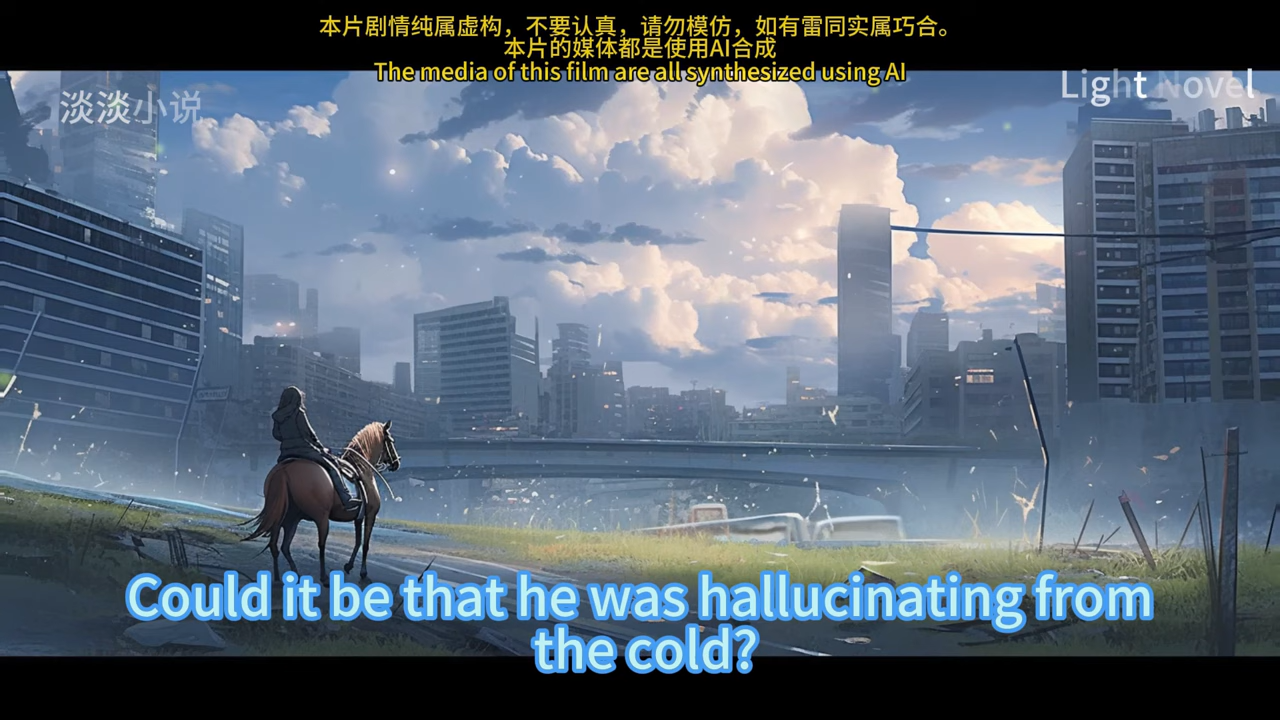 本片剧情纯属虚构，不要认真，请勿模仿，如有雷同实属巧合。
本片的媒体都是使用AI合成
The media of this film are all synthesized using AI
淡淡小说
Light Novel
Could it be that he was hallucinating from
the cold?